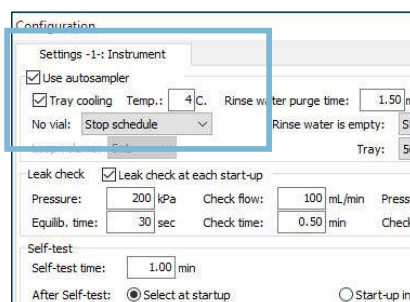 Configuration
Settings -1-: Instrument
Use autosampler
Tray cooling Temp.: 4 C. Rinse water purge time: 1.50
No vial: Stop schedule Rinse water is empty:
Tray:
Leak check Leak check at each start-up
Pressure: 200 kPa Check flow: 100 mL/min
Equilib. time: 30 sec Check time: 0.50 min
Self-test
Self-test time: 1.00 min
After Self-test: Select at startup Start-up